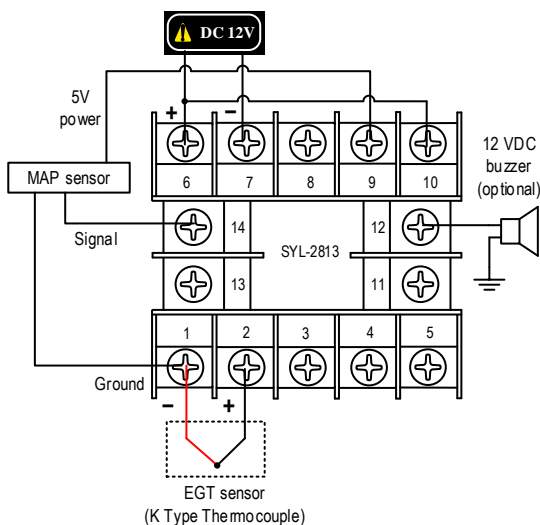 DC 12V
5V
power
+
−
12 VDC
buzzer
(optional)
MAP sensor
6
7
8
9
10
Signal
14
12
SYL-2813
13
11
1
2
3
4
5
Ground
−
+
EGT sensor
(K Type Thermocouple)